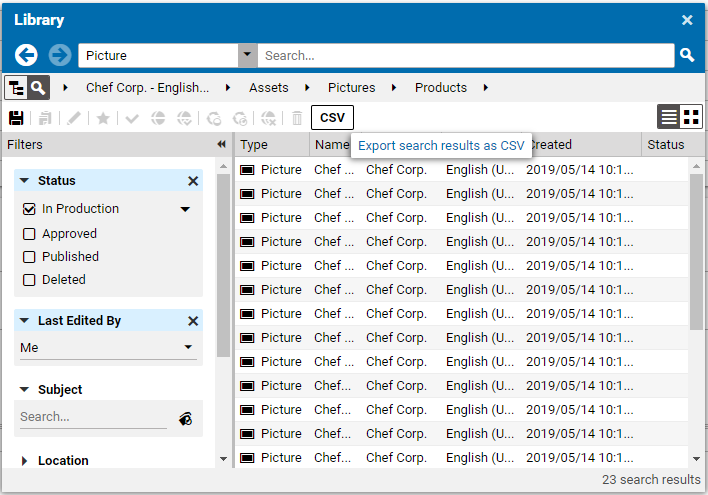 Library
Picture Search...
Chef Corp. - English... Assets Pictures Products
CSV
Export search results as CSV
Filters
Status
In Production
Approved
Published
Deleted
Last Edited By
Me
Subject
Search...
Location
Type Name Created Status
Picture Chef ... Chef Corp. English (U... 2019/05/14 10:1...
Picture Chef ... Chef Corp. English (U... 2019/05/14 10:1...
Picture Chef ... Chef Corp. English (U... 2019/05/14 10:1...
Picture Chef ... Chef Corp. English (U... 2019/05/14 10:1...
Picture Chef ... Chef Corp. English (U... 2019/05/14 10:1...
Picture Chef ... Chef Corp. English (U... 2019/05/14 10:1...
Picture Chef ... Chef Corp. English (U... 2019/05/14 10:1...
Picture Chef ... Chef Corp. English (U... 2019/05/14 10:1...
Picture Chef ... Chef Corp. English (U... 2019/05/14 10:1...
Picture Chef ... Chef Corp. English (U... 2019/05/14 10:1...
Picture Chef ... Chef Corp. English (U... 2019/05/14 10:1...
Picture Chef... Chef Corp. English (U... 2019/05/14 10:1...
Picture Chef... Chef Corp. English (U... 2019/05/14 10:1...
23 search results